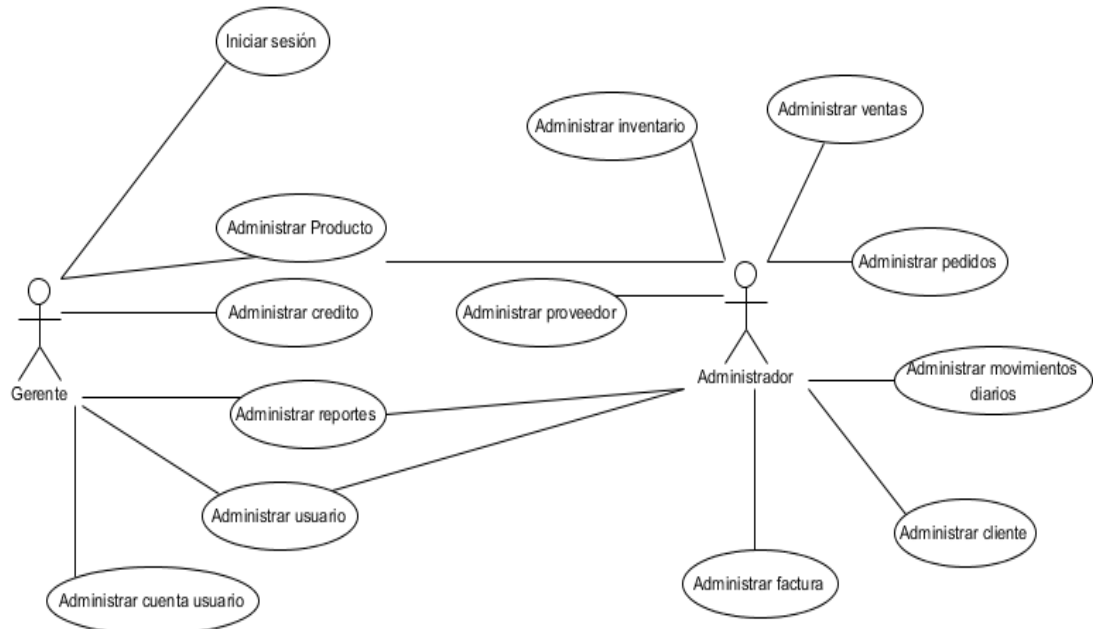 Iniciar sesión
Administrar inventario
Administrar ventas
Administrar Producto
Administrar pedidos
Administrar credito
Administrar proveedor
Gerente
Administrador
Administrar movimientos
diarios
Administrar reportes
Administrar usuario
Administrar cliente
Administrar factura
Administrar cuenta usuario